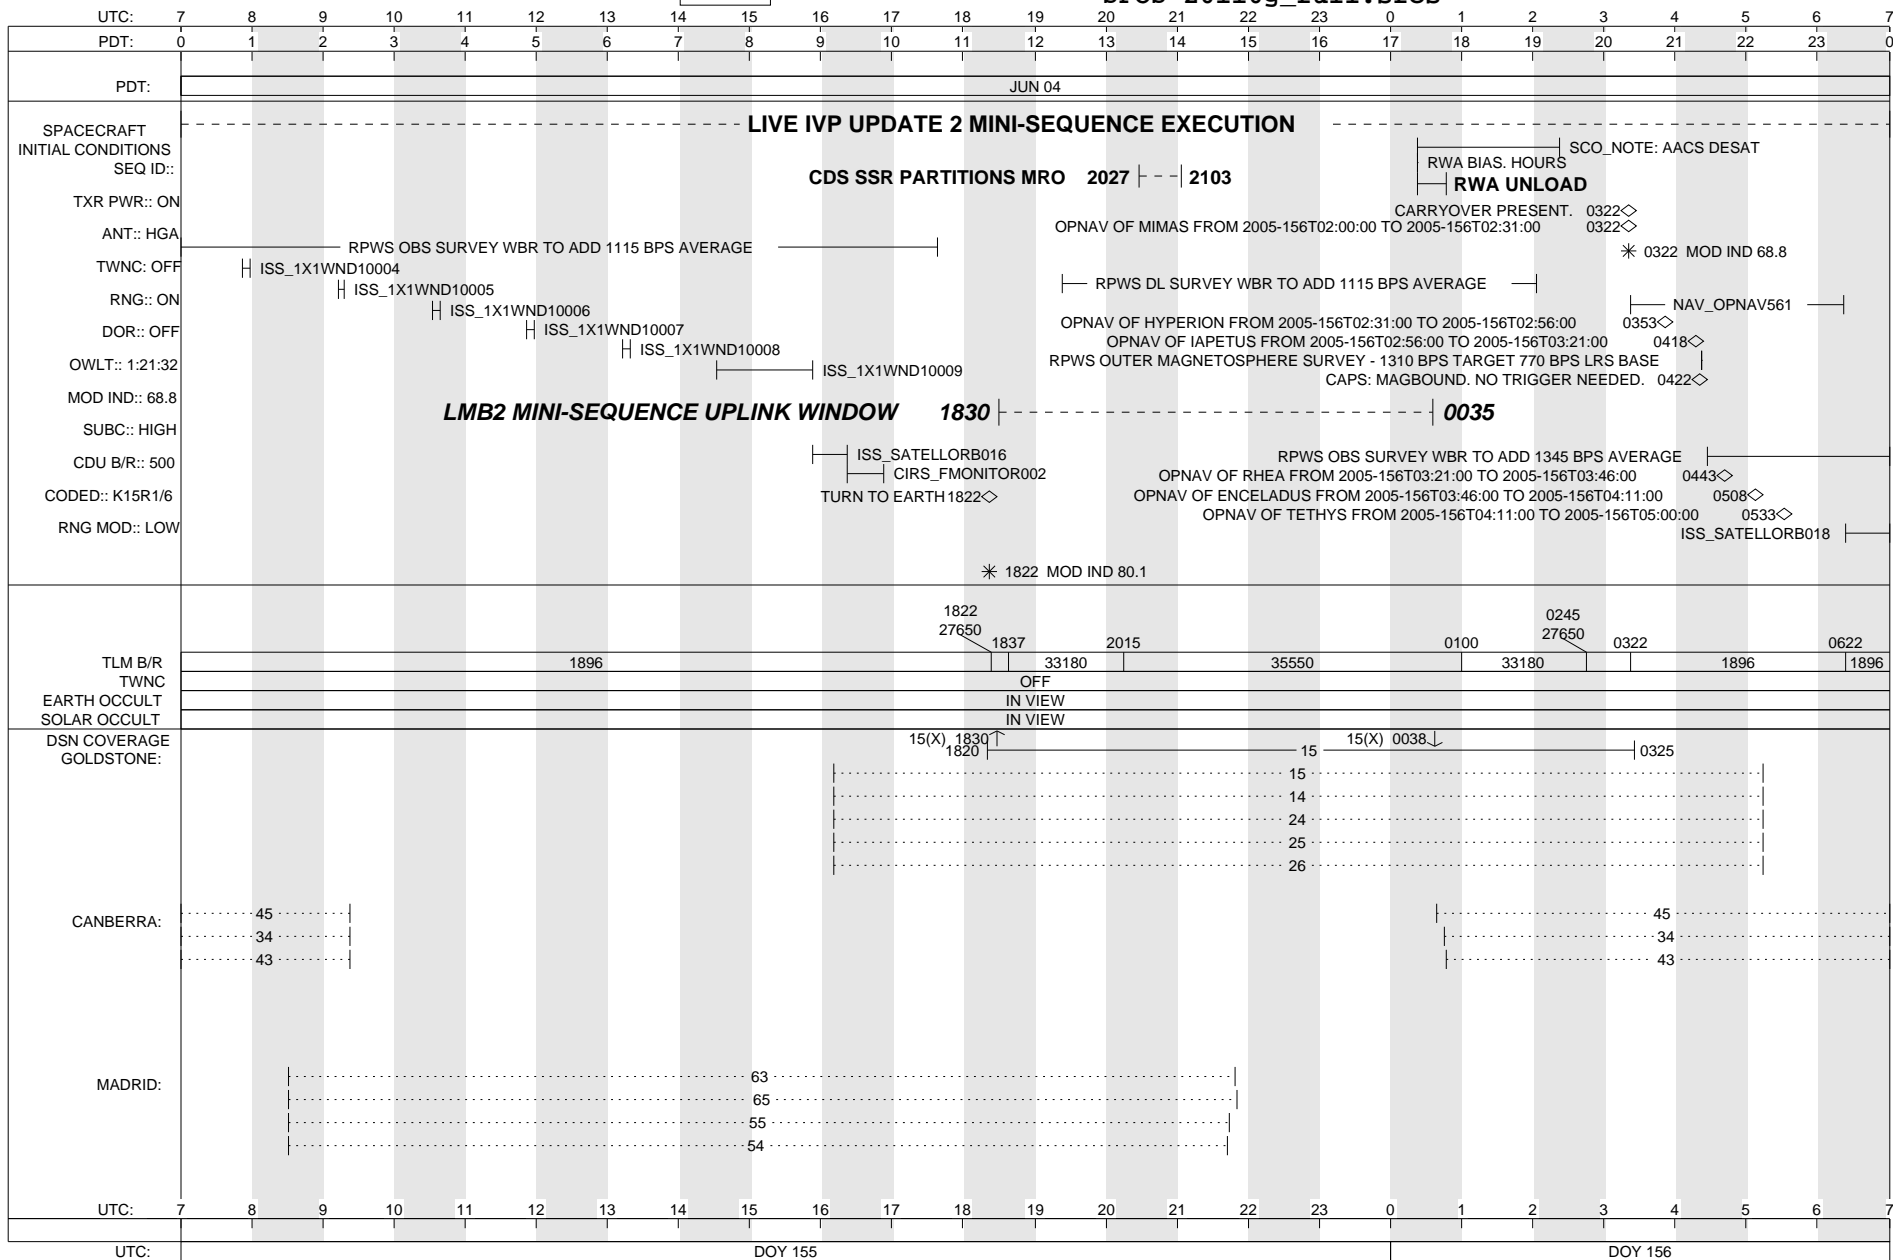 UTC: 7 8 9 10 11 12 13 14 15 16 17 18 19 20 21 22 23 0 1 2 3 4 5 6 7
PDT: 0 1 2 3 4 5 6 7 8 9 10 11 12 13 14 15 16 17 18 19 20 21 22 23 0
PDT: JUN 04
SPACECRAFT
INITIAL CONDITIONS
SEQ ID::
TXR PWR:: ON
ANT:: HGA
TWNC: OFF
RNG:: ON
DOR:: OFF
OWLT:: 1:21:32
MOD IND:: 68.8
SUBC:: HIGH
CDU B/R:: 500
CODED:: K15R1/6
RNG MOD:: LOW
LIVE IVP UPDATE 2 MINI-SEQUENCE EXECUTION
SCO_NOTE: AACS DESAT
RWA BIAS. HOURS
CDS SSR PARTITIONS MRO 2027 2103
RWA UNLOAD
CARRYOVER PRESENT. 0322
OPNAV OF MIMAS FROM 2005-156T02:00:00 TO 2005-156T02:31:00 0322
RPWS OBS SURVEY WBR TO ADD 1115 BPS AVERAGE
0322 MOD IND 68.8
ISS_1X1WND10004
RPWS DL SURVEY WBR TO ADD 1115 BPS AVERAGE
ISS_1X1WND10005
NAV_OPNAV561
ISS_1X1WND10006
OPNAV OF HYPERION FROM 2005-156T02:31:00 TO 2005-156T02:56:00 0353
ISS_1X1WND10007
OPNAV OF IAPETUS FROM 2005-156T02:56:00 TO 2005-156T03:21:00 0418
ISS_1X1WND10008
RPWS OUTER MAGNETOSPHERE SURVEY - 1310 BPS TARGET 770 BPS LRS BASE
ISS_1X1WND10009
CAPS: MAGBOUND. NO TRIGGER NEEDED. 0422
LMB2 MINI-SEQUENCE UPLINK WINDOW 1830 0035
ISS_SATELLORB016
RPWS OBS SURVEY WBR TO ADD 1345 BPS AVERAGE
CIRS_FMONITOR002
OPNAV OF RHEA FROM 2005-156T03:21:00 TO 2005-156T03:46:00 0443
TURN TO EARTH 1822
OPNAV OF ENCELADUS FROM 2005-156T03:46:00 TO 2005-156T04:11:00 0508
OPNAV OF TETHYS FROM 2005-156T04:11:00 TO 2005-156T05:00:00 0533
ISS_SATELLORB018
1822 MOD IND 80.1
1822 0245
27650 1837 2015 0100 27650 0322 0622
TLM B/R 1896 33180 35550 33180 1896 1896
TWNC OFF
EARTH OCCULT IN VIEW
SOLAR OCCULT IN VIEW
DSN COVERAGE
15(X) 1830 15(X) 0038
GOLDSTONE: 1820 15 0325
15
14
24
25
26
CANBERRA: 45 45
34 34
43 43
MADRID: 63
65
55
54
UTC: 7 8 9 10 11 12 13 14 15 16 17 18 19 20 21 22 23 0 1 2 3 4 5 6 7
UTC: DOY 155 DOY 156